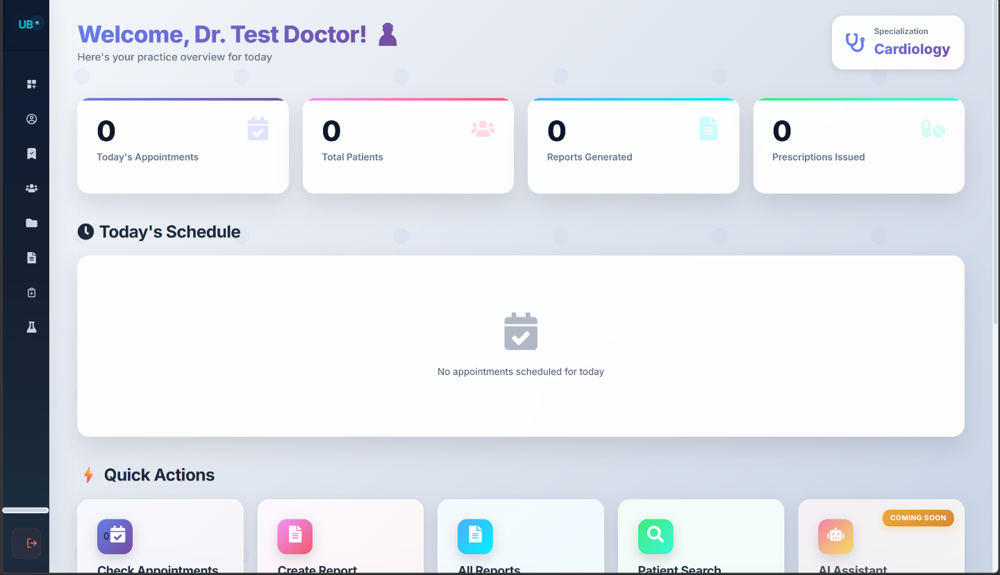 UB
Welcome, Dr. Test Doctor!
Here's your practice overview for today
Specialization
Cardiology
0
Today's Appointments
0
Total Patients
0
Reports Generated
0
Prescriptions Issued
Today's Schedule
No appointments scheduled for today
Quick Actions
0
Check Appointments
Create Report
All Reports
Patient Search
COMING SOON
AI Assistant